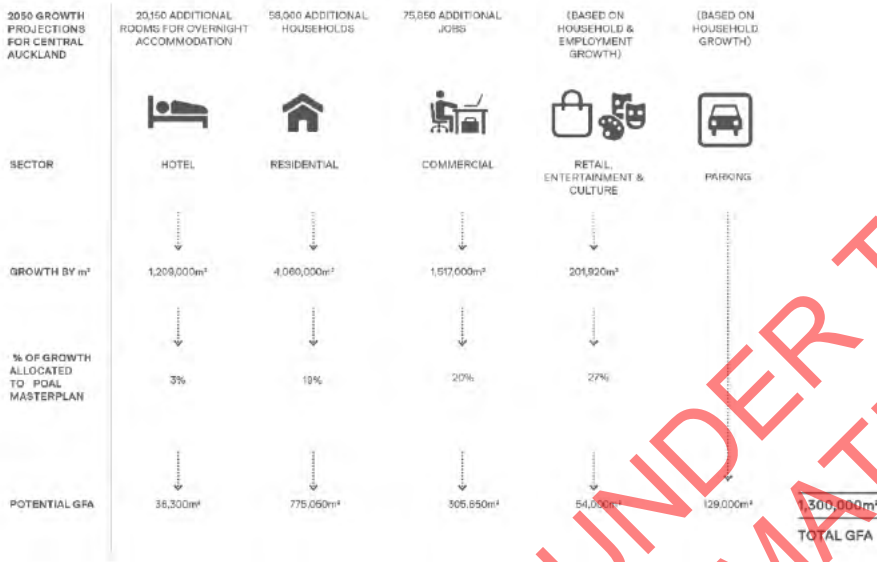 2050 GROWTH
PROJECTIONS
FOR CENTRAL
AUCKLAND
20,150 ADDITIONAL
ROOMS FOR OVERNIGHT
ACCOMMODATION
58,000 ADDITIONAL
HOUSEHOLDS
75,850 ADDITIONAL
JOBS
(BASED ON
HOUSEHOLD &
EMPLOYMENT
GROWTH)
(BASED ON
HOUSEHOLD
GROWTH)
SECTOR
HOTEL
RESIDENTIAL
COMMERCIAL
RETAIL,
ENTERTAINMENT &
CULTURE
PARKING
GROWTH BY m²
1,209,000m²
4,060,000m²
1,517,000m²
201,920m²
% OF GROWTH
ALLOCATED
TO POAL
MASTERPLAN
3%
19%
20%
27%
POTENTIAL GFA
36,300m²
775,050m²
305,650m²
129,000m²
1,300,000m²
TOTAL GFA
UNDER T
MAT